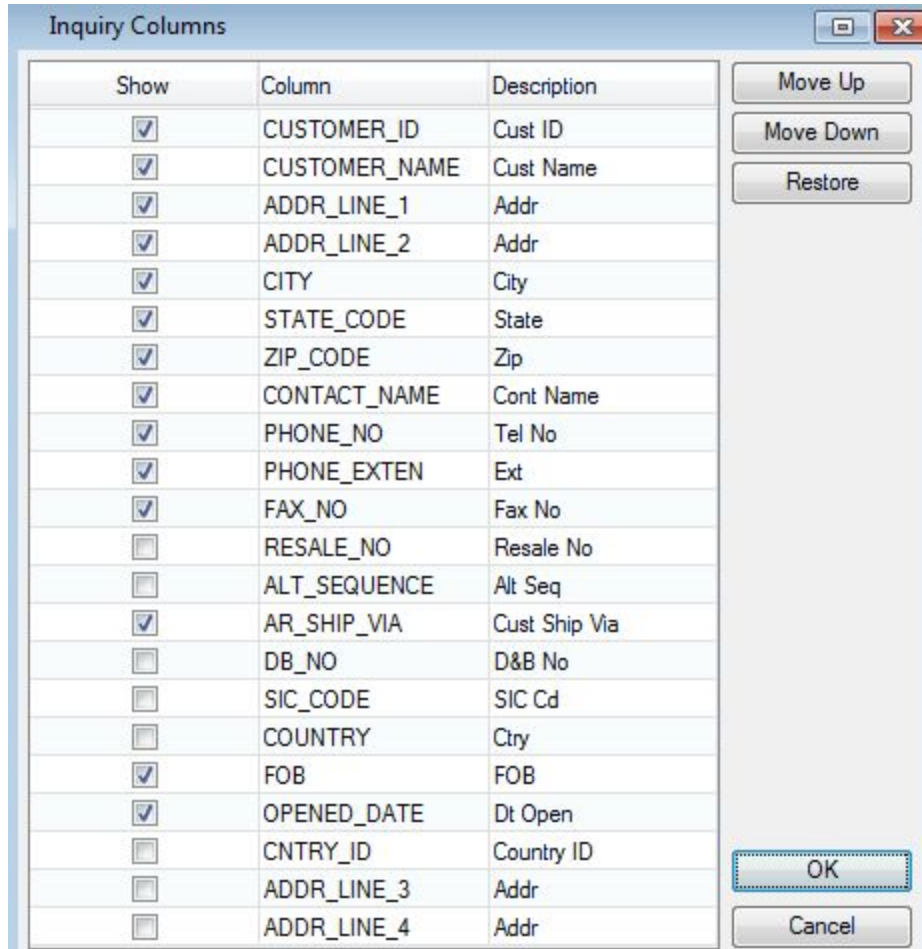 Inquiry Columns
Show Column Description
CUSTOMER_ID Cust ID
CUSTOMER_NAME Cust Name
ADDR_LINE_1 Addr
ADDR_LINE_2 Addr
CITY City
STATE_CODE State
ZIP_CODE Zip
CONTACT_NAME Cont Name
PHONE_NO Tel No
PHONE_EXTEN Ext
FAX_NO Fax No
RESALE_NO Resale No
ALT_SEQUENCE Alt Seq
AR_SHIP_VIA Cust Ship Via
DB_NO D&B No
SIC_CODE SIC Cd
COUNTRY Ctry
FOB FOB
OPENED_DATE Dt Open
CNTRY_ID Country ID
ADDR_LINE_3 Addr
ADDR_LINE_4 Addr
Move Up
Move Down
Restore
OK
Cancel